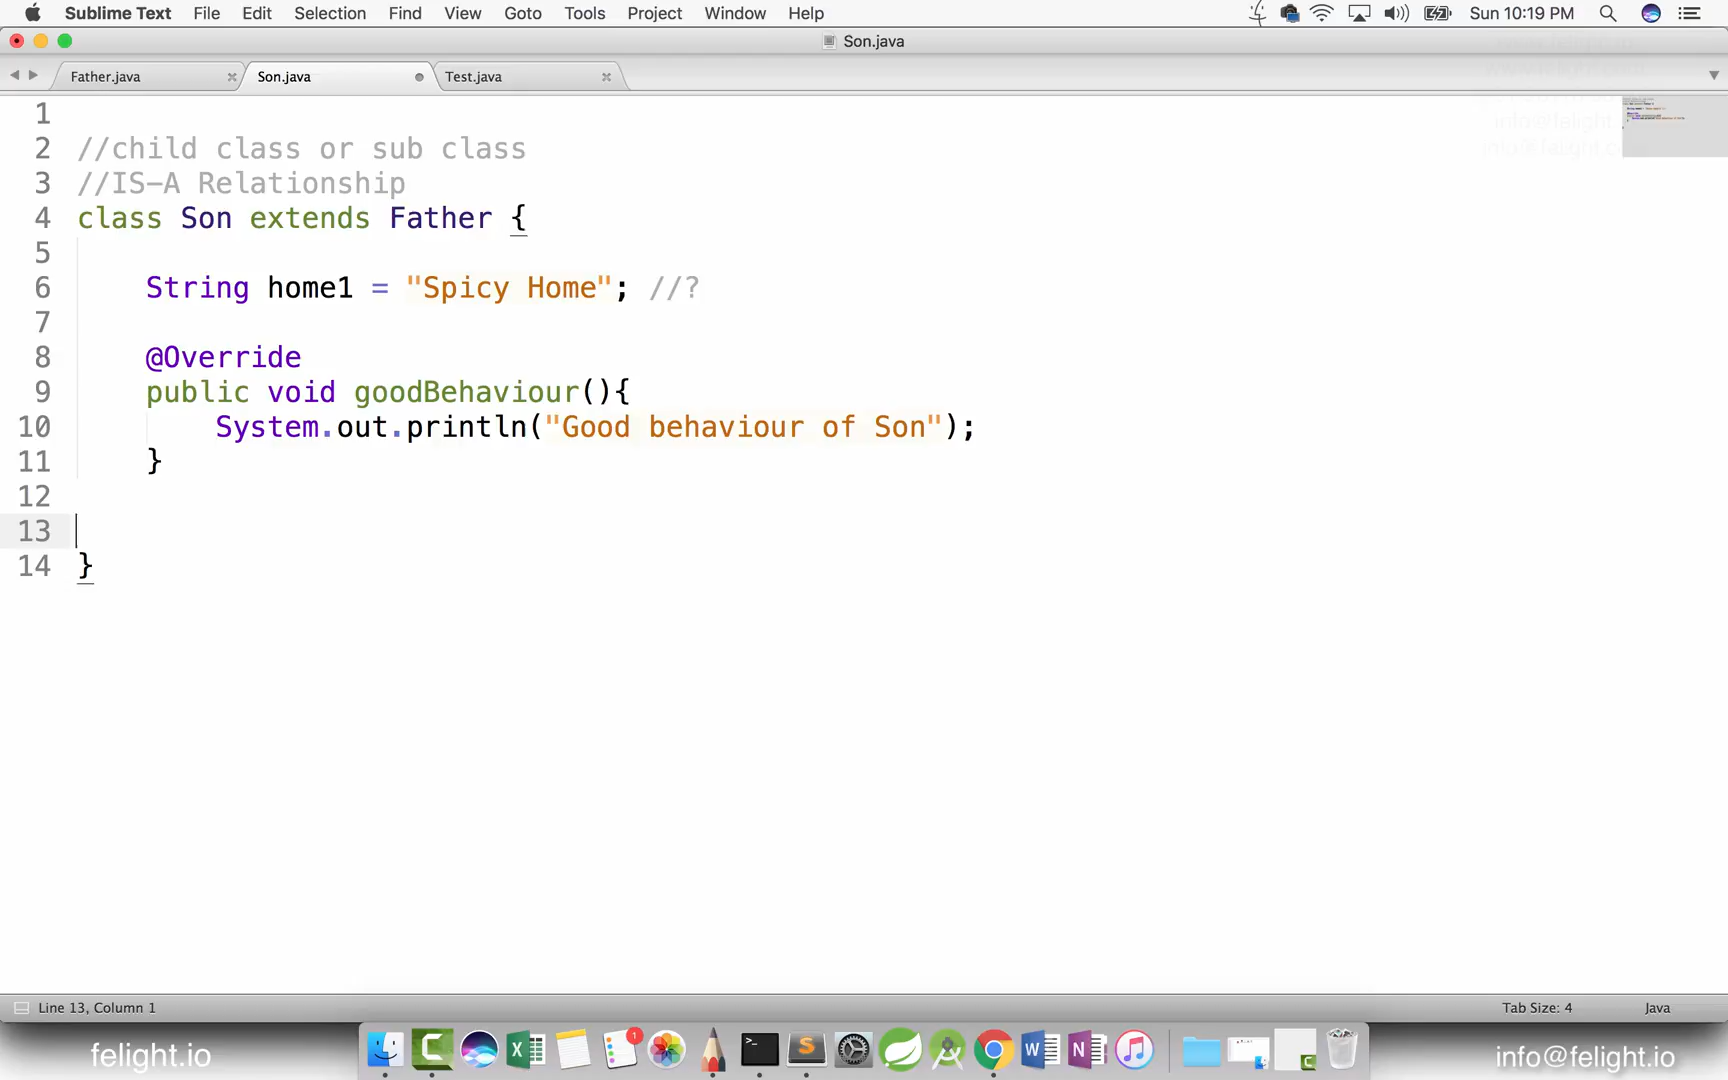 Sublime Text File Edit Selection Find View Goto Tools Project Window Help Sun 10:19 PM
Son.java
Father.java Son.java Test.java
1
2 //child class or sub class
3 //IS-A Relationship
4 class Son extends Father {
5
6 String home1 = "Spicy Home"; //?
7
8 @Override
9 public void goodBehaviour(){
10 System.out.println("Good behaviour of Son");
11 }
12
13
14 }
Line 13, Column 1 Tab Size: 4 Java
felight.io info@felight.io